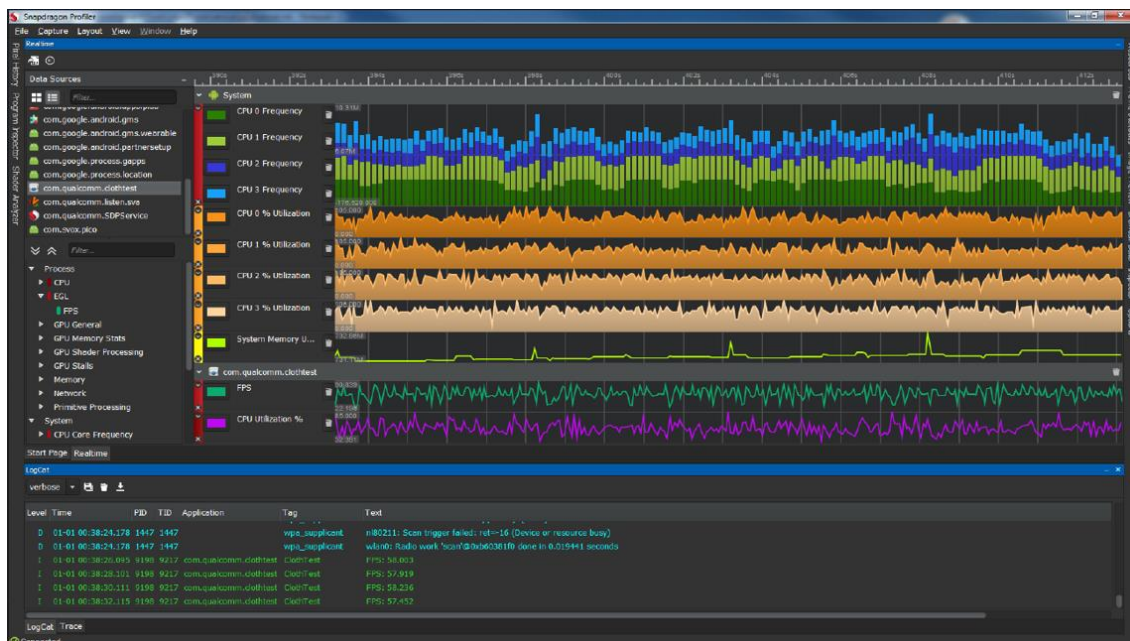 Snapdragon Profiler
File Capture Layout View Window Help
Realtime
Pixel History
Program Inspector
Shader Analyzer
Data Sources
Filter...
com.google.android.gms
com.google.android.gms.wearable
com.google.android.partnersetup
com.google.process.gapps
com.google.process.location
com.qualcomm.clothtest
com.qualcomm.listen.sva
com.qualcomm.SDPService
com.svox.pico
Filter...
Process
CPU
EGL
FPS
GPU General
GPU Memory Stats
GPU Shader Processing
GPU Stalls
Memory
Network
Primitive Processing
System
CPU Core Frequency
System
CPU 0 Frequency
CPU 1 Frequency
CPU 2 Frequency
CPU 3 Frequency
CPU 0 % Utilization
CPU 1 % Utilization
CPU 2 % Utilization
CPU 3 % Utilization
System Memory U...
com.qualcomm.clothtest
FPS
CPU Utilization %
Start Page Realtime
LogCat
verbose
Level Time PID TID Application Tag Text
D 01-01 00:38:24.178 1447 1447 wpa_supplicant nl80211: Scan trigger failed: ret=-16 (Device or resource busy)
D 01-01 00:38:24.178 1447 1447 wpa_supplicant wlan0: Radio work 'scan'@0xb60381f0 done in 0.019441 seconds
I 01-01 00:38:26.095 9198 9217 com.qualcomm.clothtest ClothTest FPS: 58.003
I 01-01 00:38:28.101 9198 9217 com.qualcomm.clothtest ClothTest FPS: 57.919
I 01-01 00:38:30.111 9198 9217 com.qualcomm.clothtest ClothTest FPS: 58.236
I 01-01 00:38:32.115 9198 9217 com.qualcomm.clothtest ClothTest FPS: 57.452
LogCat Trace
Connected